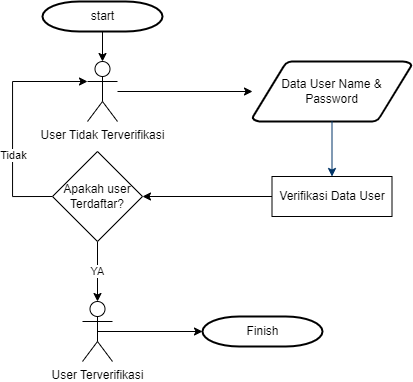 start
User Tidak Terverifikasi
Data User Name &
Password
Tidak
Apakah user
Terdaftar?
Verifikasi Data User
YA
User Terverifikasi
Finish